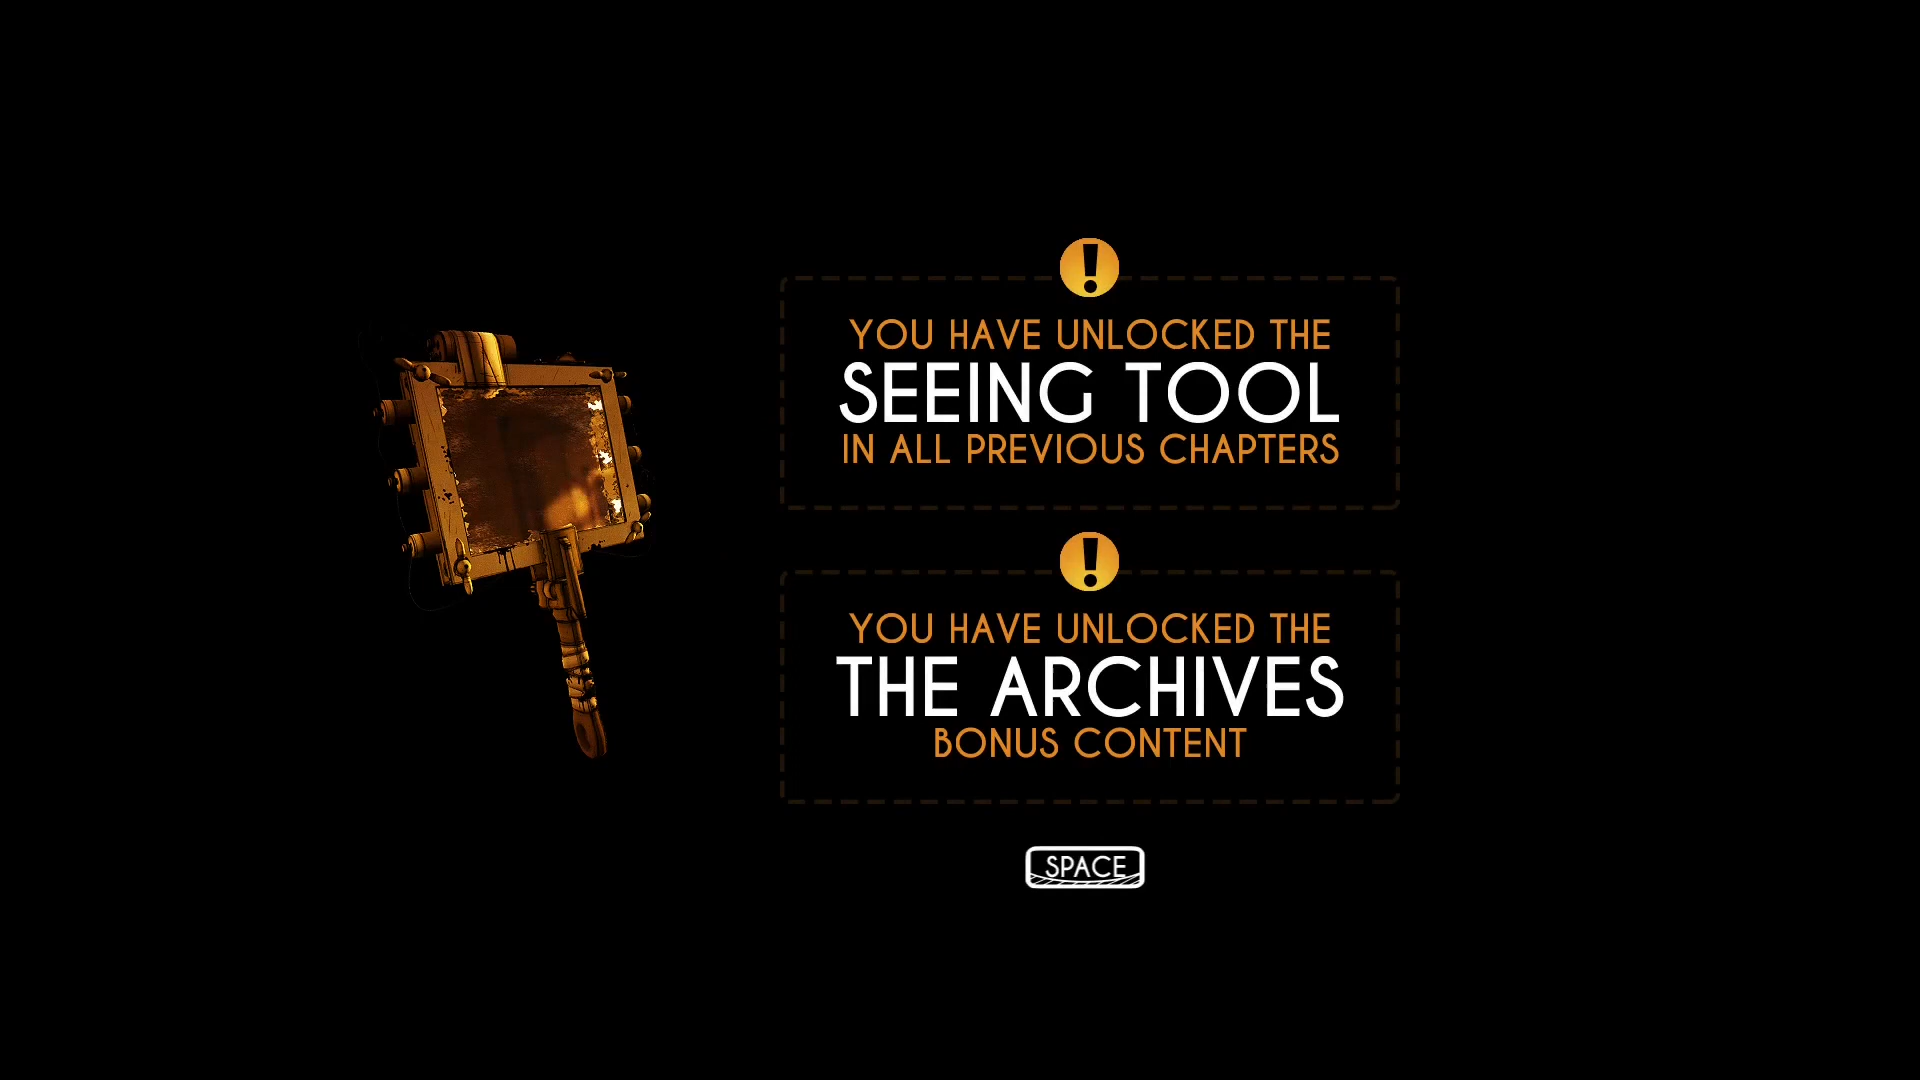 !
YOU HAVE UNLOCKED THE
SEEING TOOL
IN ALL PREVIOUS CHAPTERS
!
YOU HAVE UNLOCKED THE
THE ARCHIVES
BONUS CONTENT
SPACE